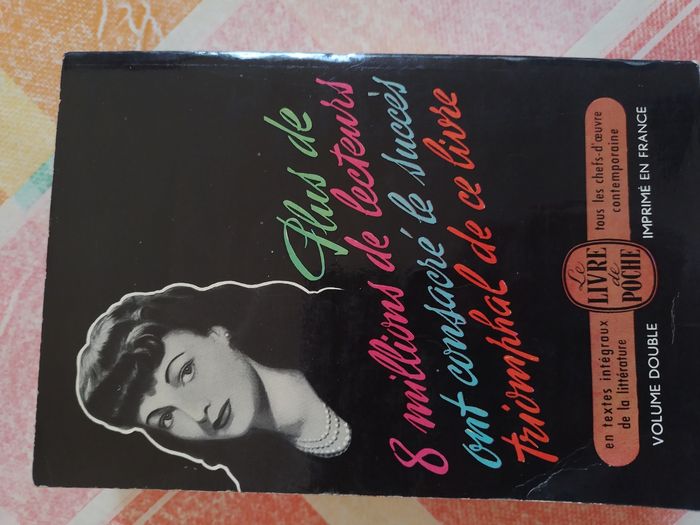 Plus de
8 millions de lecteurs
ont consacré le succès
triomphal de ce livre
en textes intégraux
de la littérature
Le
LIVRE
de
POCHE
tous les chefs-d'œuvre
contemporaine
VOLUME DOUBLE
IMPRIMÉ EN FRANCE